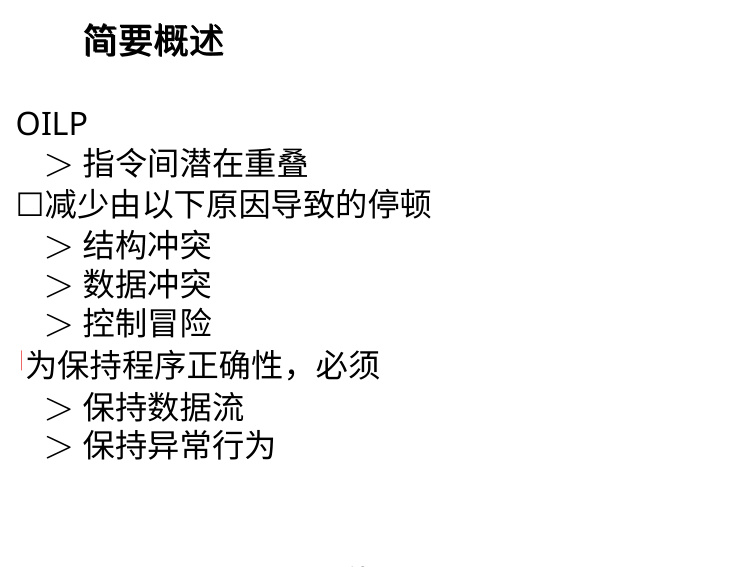 简要概述
OILP
> 指令间潜在重叠
□减少由以下原因导致的停顿
> 结构冲突
> 数据冲突
> 控制冒险
|为保持程序正确性，必须
> 保持数据流
> 保持异常行为